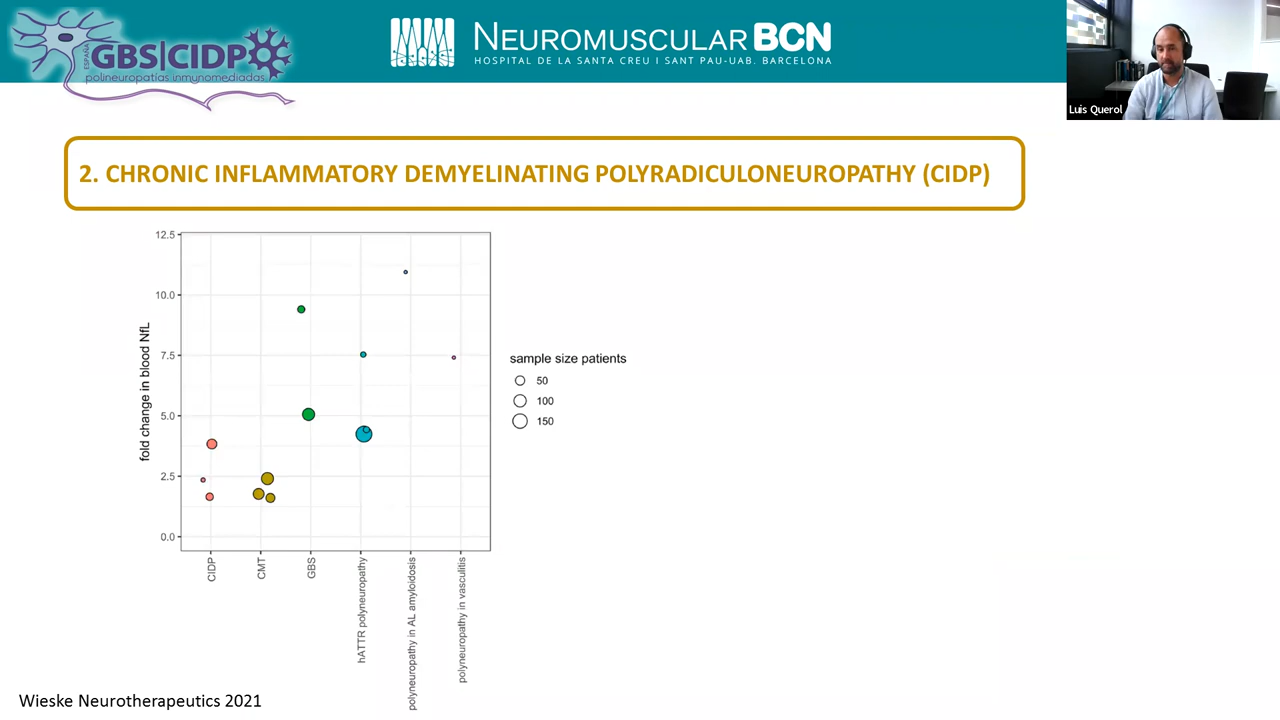 ESPAÑA
GBS|CIDP
polineuropatías inmunomediadas
NEUROMUSCULAR BCN
HOSPITAL DE LA SANTA CREU I SANT PAU-UAB. BARCELONA
Luis Querol
2. CHRONIC INFLAMMATORY DEMYELINATING POLYRADICULONEUROPATHY (CIDP)
fold change in blood NfL
12.5
10.0
7.5
5.0
2.5
0.0
CIDP
CMT
GBS
hATTR polyneuropathy
polyneuropathy in AL amyloidosis
polyneuropathy in vasculitis
sample size patients
50
100
150
Wieske Neurotherapeutics 2021